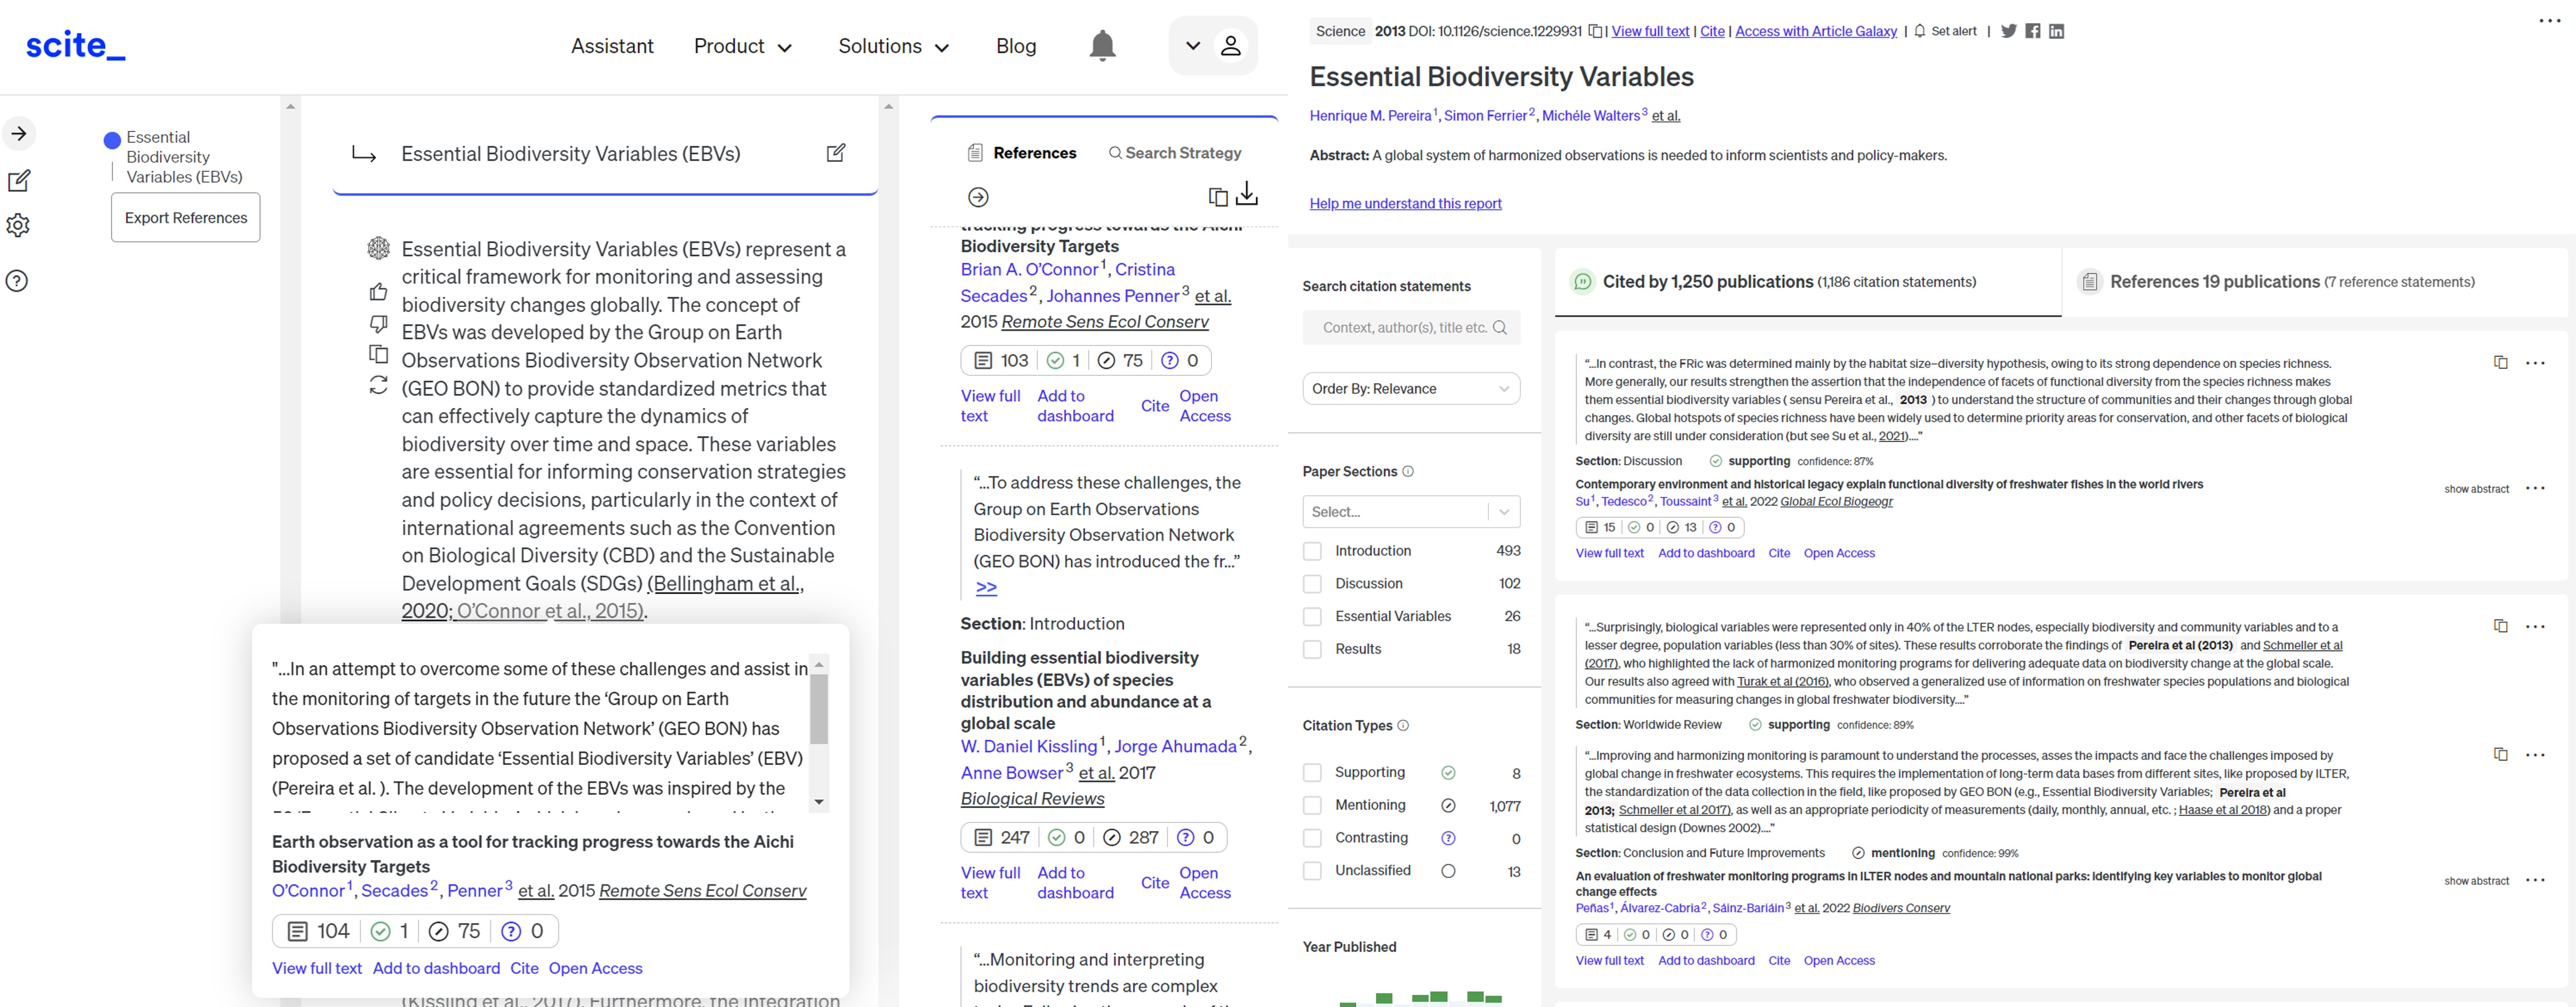 scite_
Assistant
Product
Solutions
Blog
Essential
Biodiversity
Variables (EBVs)
Export References
Essential Biodiversity Variables (EBVs)
Essential Biodiversity Variables (EBVs) represent a
critical framework for monitoring and assessing
biodiversity changes globally. The concept of
EBVs was developed by the Group on Earth
Observations Biodiversity Observation Network
(GEO BON) to provide standardized metrics that
can effectively capture the dynamics of
biodiversity over time and space. These variables
are essential for informing conservation strategies
and policy decisions, particularly in the context of
international agreements such as the Convention
on Biological Diversity (CBD) and the Sustainable
Development Goals (SDGs) (Bellingham et al.,
2020; O'Connor et al., 2015).
"...In an attempt to overcome some of these challenges and assist in
the monitoring of targets in the future the 'Group on Earth
Observations Biodiversity Observation Network' (GEO BON) has
proposed a set of candidate 'Essential Biodiversity Variables' (EBV)
(Pereira et al. ). The development of the EBVs was inspired by the
Earth observation as a tool for tracking progress towards the Aichi
Biodiversity Targets
O'Connor 1, Secades 2, Penner 3 et al. 2015 Remote Sens Ecol Conserv
104 1 75 0
View full text Add to dashboard Cite Open Access
(Kissling et al., 2017). Furthermore, the integration
References
Search Strategy
tracking progress towards the Aichi
Biodiversity Targets
Brian A. O'Connor 1, Cristina
Secades 2, Johannes Penner 3 et al.
2015 Remote Sens Ecol Conserv
103 1 75 0
View full text Add to dashboard Cite Open Access
"...To address these challenges, the
Group on Earth Observations
Biodiversity Observation Network
(GEO BON) has introduced the fr..."
>>
Section: Introduction
Building essential biodiversity
variables (EBVs) of species
distribution and abundance at a
global scale
W. Daniel Kissling 1, Jorge Ahumada 2,
Anne Bowser 3 et al. 2017
Biological Reviews
247 0 287 0
View full text Add to dashboard Cite Open Access
"...Monitoring and interpreting
biodiversity trends are complex
Science 2013 DOI: 10.1126/science.1229931 | View full text | Cite | Access with Article Galaxy | Set alert |
Essential Biodiversity Variables
Henrique M. Pereira 1, Simon Ferrier 2, Michéle Walters 3 et al.
Abstract: A global system of harmonized observations is needed to inform scientists and policy-makers.
Help me understand this report
Search citation statements
Context, author(s), title etc.
Order By: Relevance
Paper Sections
Select...
Introduction 493
Discussion 102
Essential Variables 26
Results 18
Citation Types
Supporting 8
Mentioning 1,077
Contrasting 0
Unclassified 13
Year Published
Cited by 1,250 publications (1,186 citation statements)
References 19 publications (7 reference statements)
"...In contrast, the FRic was determined mainly by the habitat size–diversity hypothesis, owing to its strong dependence on species richness.
More generally, our results strengthen the assertion that the independence of facets of functional diversity from the species richness makes
them essential biodiversity variables ( sensu Pereira et al., 2013 ) to understand the structure of communities and their changes through global
changes. Global hotspots of species richness have been widely used to determine priority areas for conservation, and other facets of biological
diversity are still under consideration (but see Su et al., 2021)...."
Section: Discussion supporting confidence: 87%
Contemporary environment and historical legacy explain functional diversity of freshwater fishes in the world rivers
show abstract
Su 1, Tedesco 2, Toussaint 3 et al. 2022 Global Ecol Biogeogr
15 0 13 0
View full text Add to dashboard Cite Open Access
"...Surprisingly, biological variables were represented only in 40% of the LTER nodes, especially biodiversity and community variables and to a
lesser degree, population variables (less than 30% of sites). These results corroborate the findings of Pereira et al (2013) and Schmeller et al
(2017), who highlighted the lack of harmonized monitoring programs for delivering adequate data on biodiversity change at the global scale.
Our results also agreed with Turak et al (2016), who observed a generalized use of information on freshwater species populations and biological
communities for measuring changes in global freshwater biodiversity...."
Section: Worldwide Review supporting confidence: 89%
"...Improving and harmonizing monitoring is paramount to understand the processes, asses the impacts and face the challenges imposed by
global change in freshwater ecosystems. This requires the implementation of long-term data bases from different sites, like proposed by ILTER,
the standardization of the data collection in the field, like proposed by GEO BON (e.g., Essential Biodiversity Variables; Pereira et al
2013; Schmeller et al 2017), as well as an appropriate periodicity of measurements (daily, monthly, annual, etc. ; Haase et al 2018) and a proper
statistical design (Downes 2002)...."
Section: Conclusion and Future Improvements mentioning confidence: 99%
An evaluation of freshwater monitoring programs in ILTER nodes and mountain national parks: identifying key variables to monitor global
change effects
show abstract
Peñas 1, Álvarez-Cabria 2, Sáinz-Bariáin 3 et al. 2022 Biodivers Conserv
4 0 0 0
View full text Add to dashboard Cite Open Access